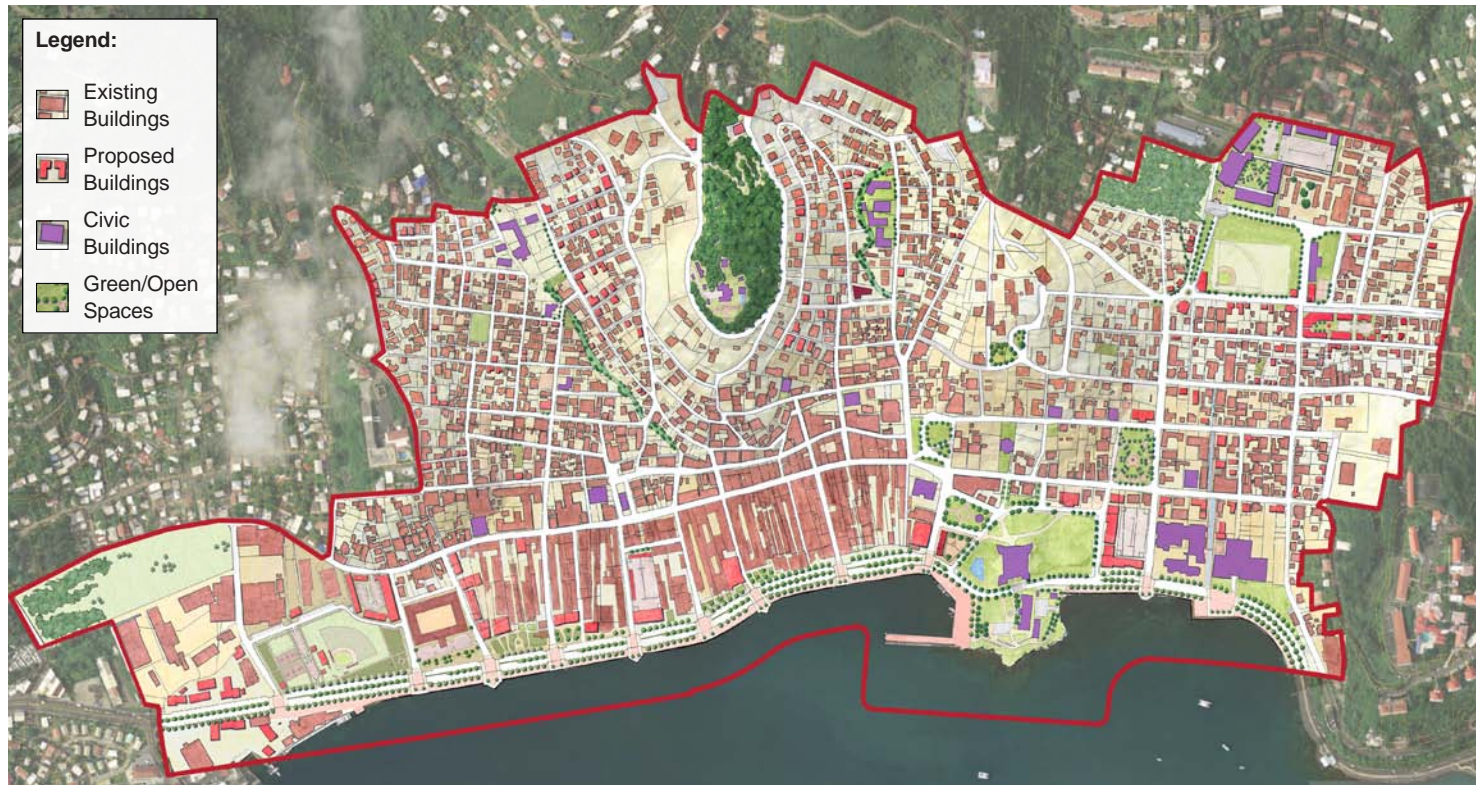 Legend:
Existing
Buildings
Proposed
Buildings
Civic
Buildings
Green/Open
Spaces